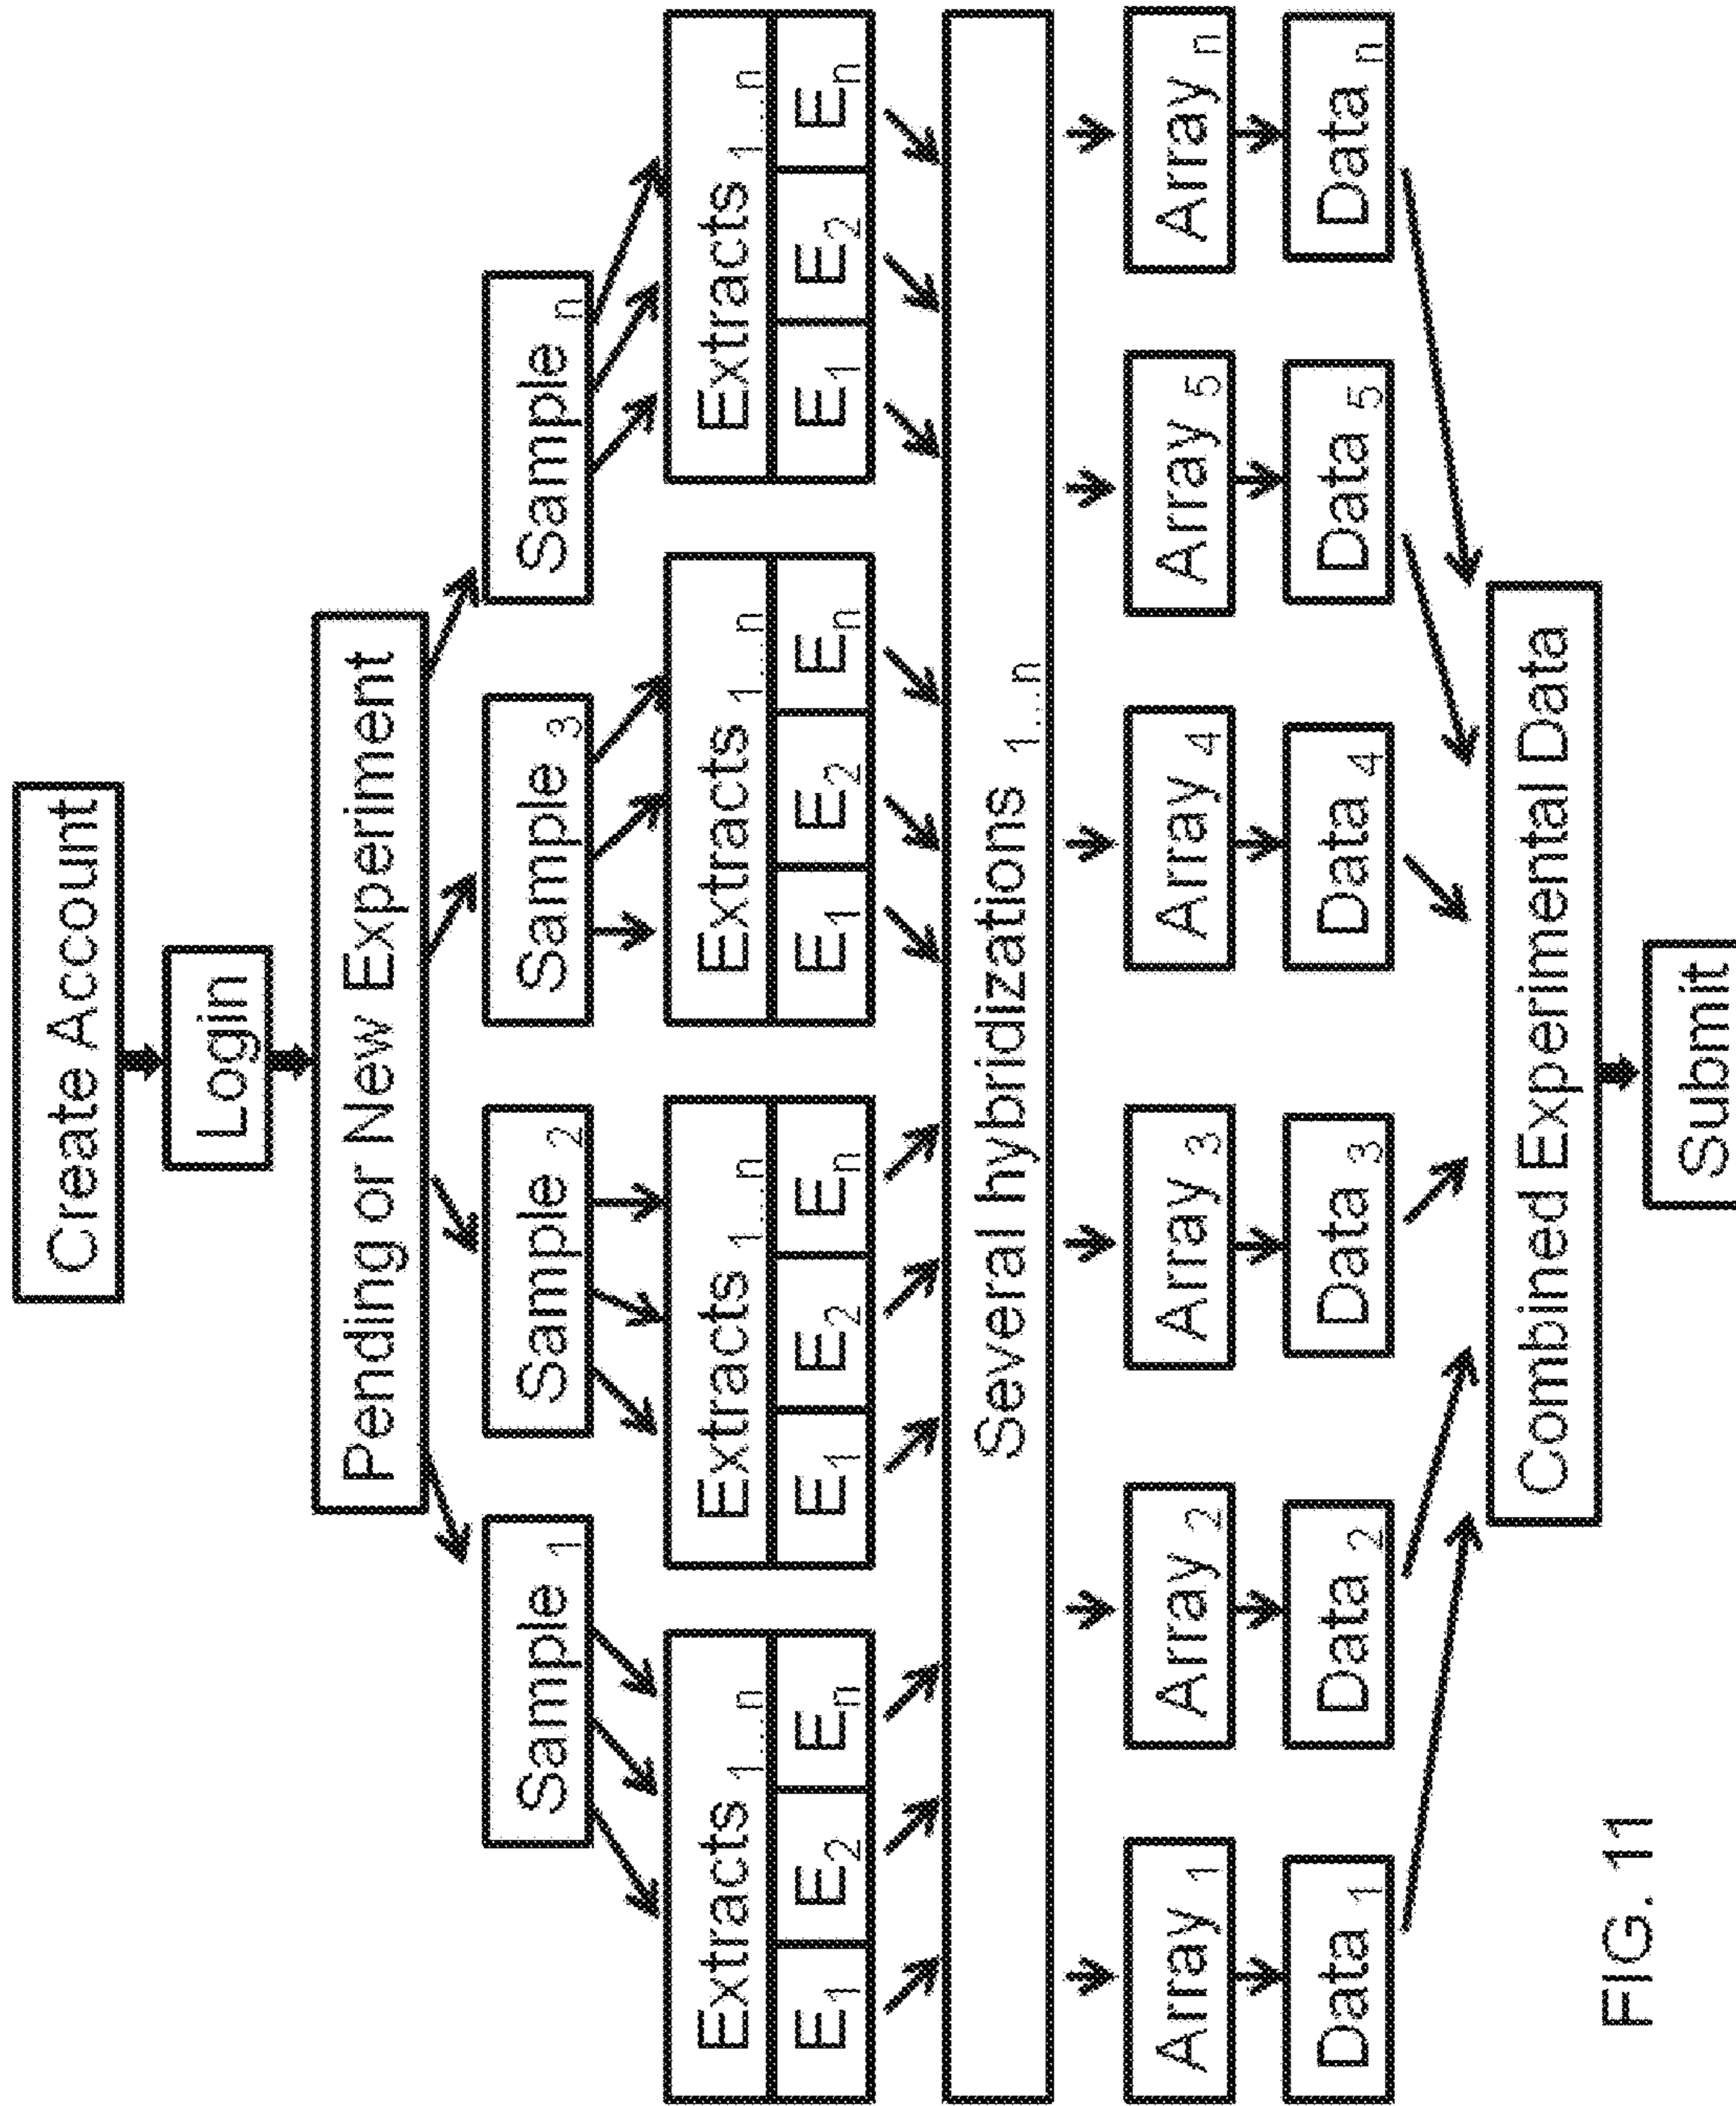 Create Account
Login
Pending or New Experiment
Sample 1
Sample 2
Sample 3
Sample n
Extracts 1...n
Extracts 1...n
Extracts 1...n
Extracts 1...n
E1 E2 En
E1 E2 En
E1 E2 En
E1 E2 En
Several hybridizations 1...n
Array 1
Array 2
Array 3
Array 4
Array 5
Array n
Data 1
Data 2
Data 3
Data 4
Data 5
Data n
Combined Experimental Data
Submit
FIG. 11